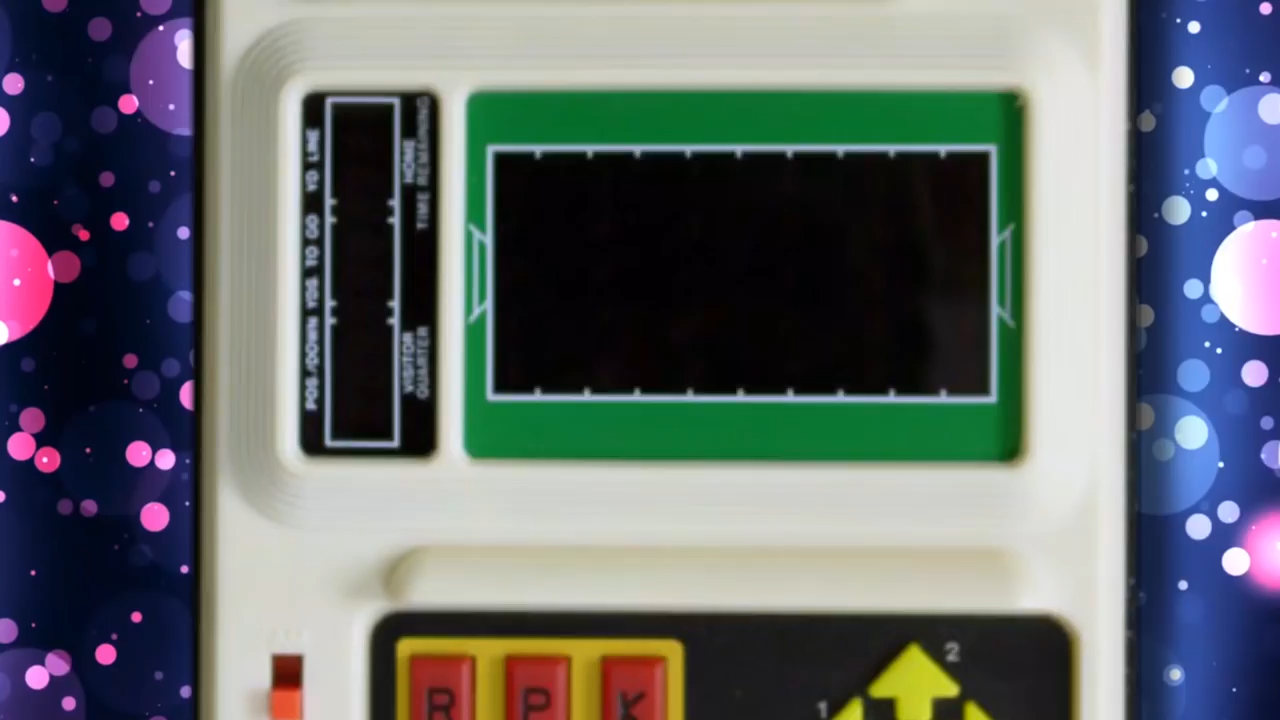 POS./DOWN YDS. TO GO YD LINE
VISITOR HOME
QUARTER TIME REMAINING
R P K
2
1